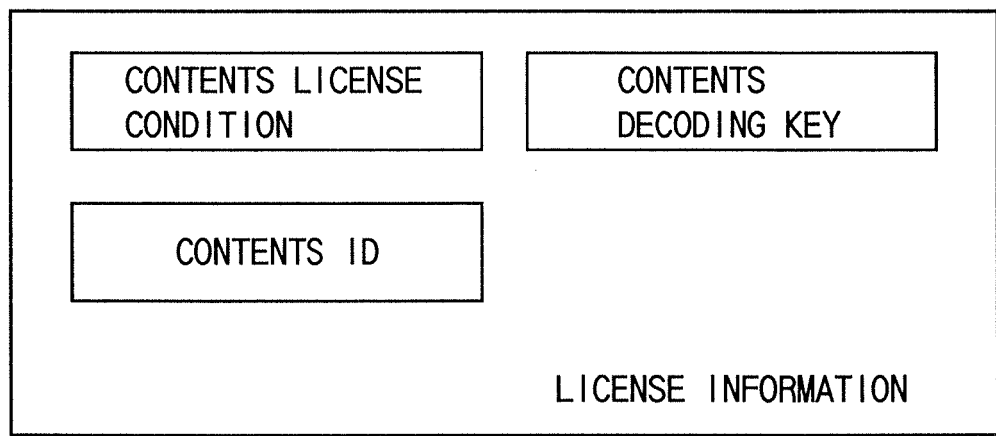 CONTENTS LICENSE
CONDITION
CONTENTS
DECODING KEY
CONTENTS ID
LICENSE INFORMATION